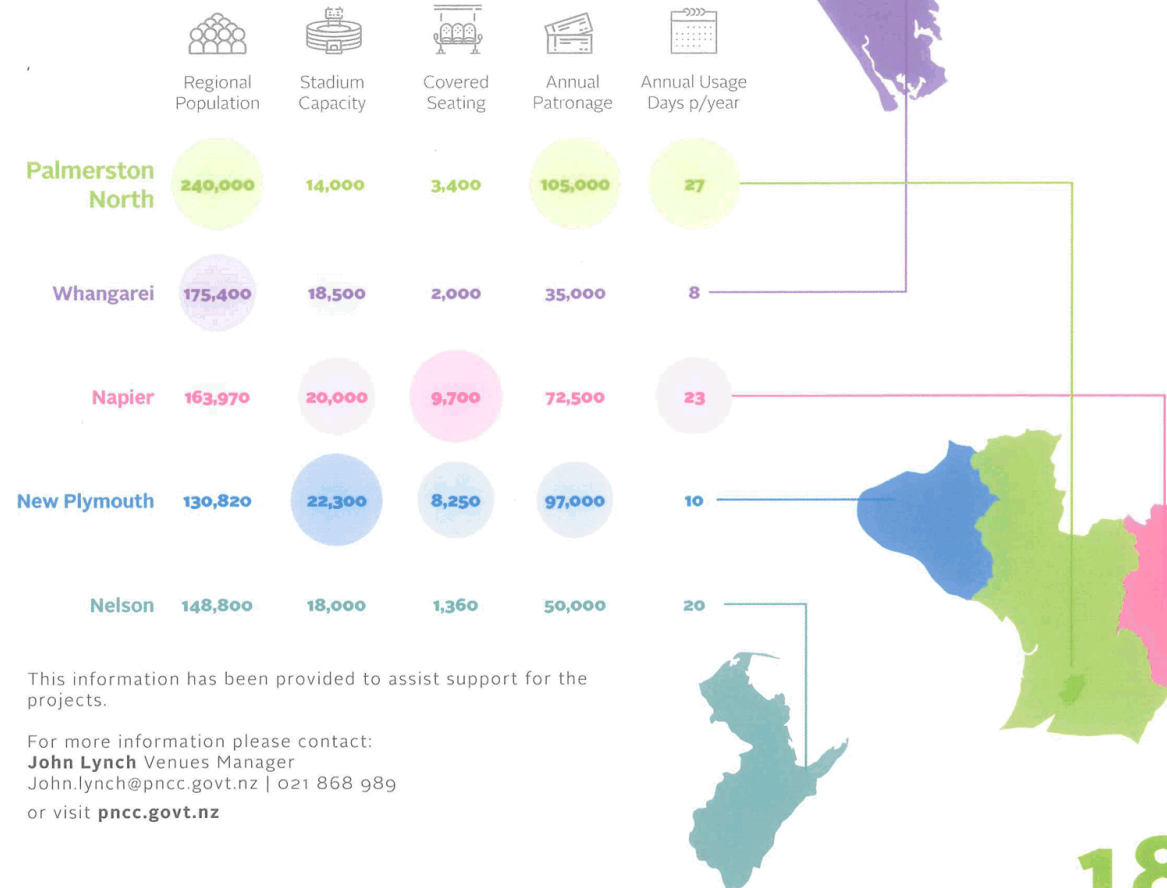 Regional Population
Stadium Capacity
Covered Seating
Annual Patronage
Annual Usage Days p/year
Palmerston North
240,000
14,000
3,400
105,000
27
Whangarei
175,400
18,500
2,000
35,000
8
Napier
163,970
20,000
9,700
72,500
23
New Plymouth
130,820
22,300
8,250
97,000
10
Nelson
148,800
18,000
1,360
50,000
20
This information has been provided to assist support for the
projects.
For more information please contact:
John Lynch Venues Manager
John.lynch@pncc.govt.nz | 021 868 989
or visit pncc.govt.nz
18